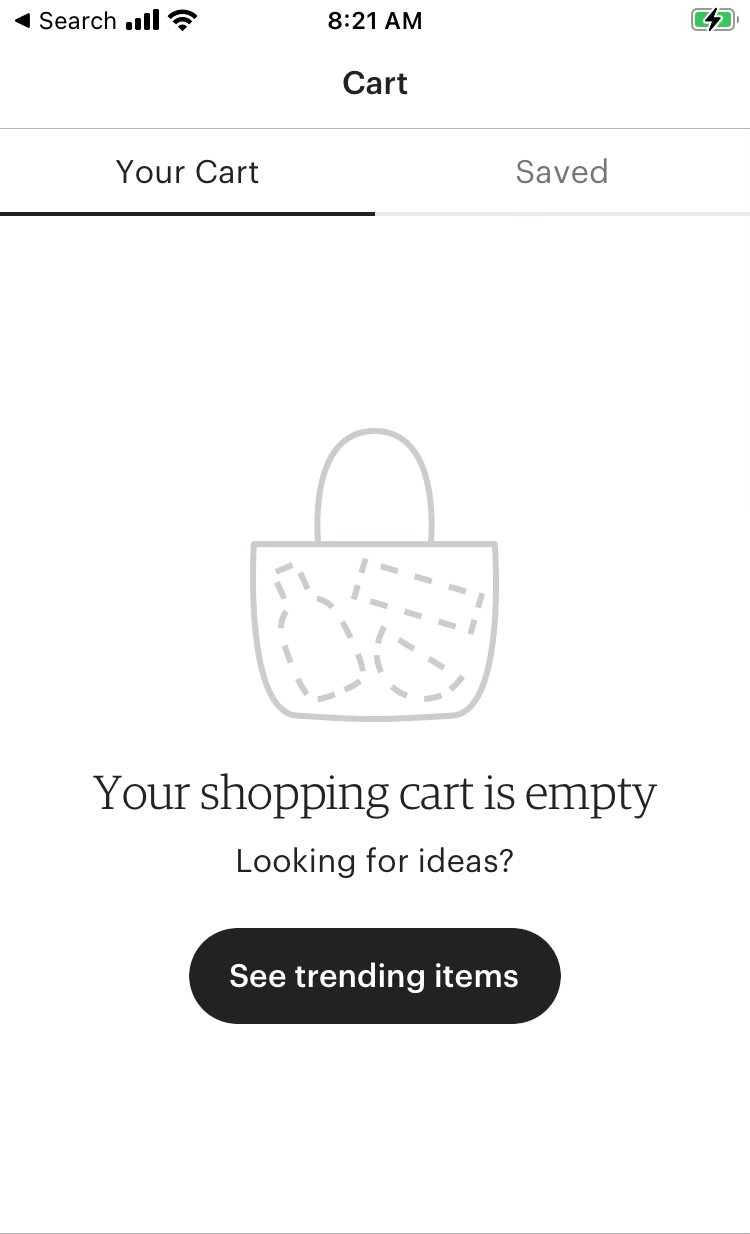 Search 8:21 AM
Cart
Your Cart Saved
Your shopping cart is empty
Looking for ideas?
See trending items